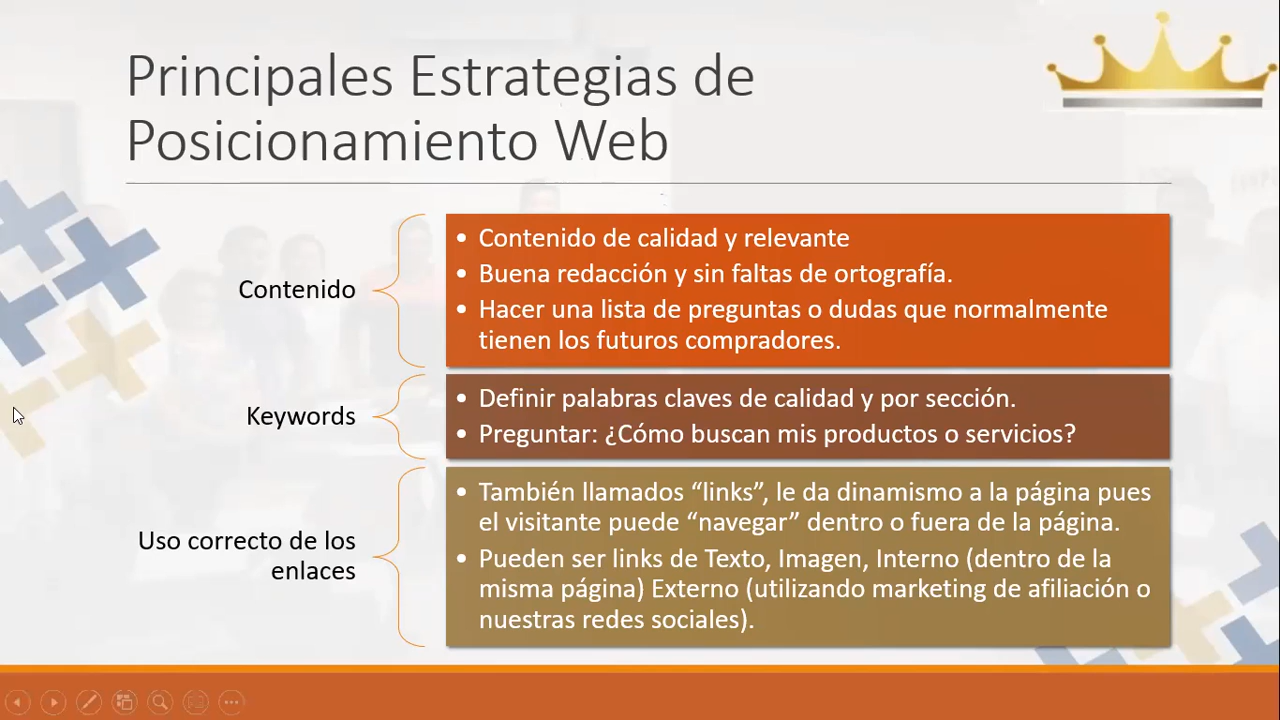 Principales Estrategias de
Posicionamiento Web
Contenido
• Contenido de calidad y relevante
• Buena redacción y sin faltas de ortografía.
• Hacer una lista de preguntas o dudas que normalmente
tienen los futuros compradores.
Keywords
• Definir palabras claves de calidad y por sección.
• Preguntar: ¿Cómo buscan mis productos o servicios?
Uso correcto de los
enlaces
• También llamados “links”, le da dinamismo a la página pues
el visitante puede “navegar” dentro o fuera de la página.
• Pueden ser links de Texto, Imagen, Interno (dentro de la
misma página) Externo (utilizando marketing de afiliación o
nuestras redes sociales).